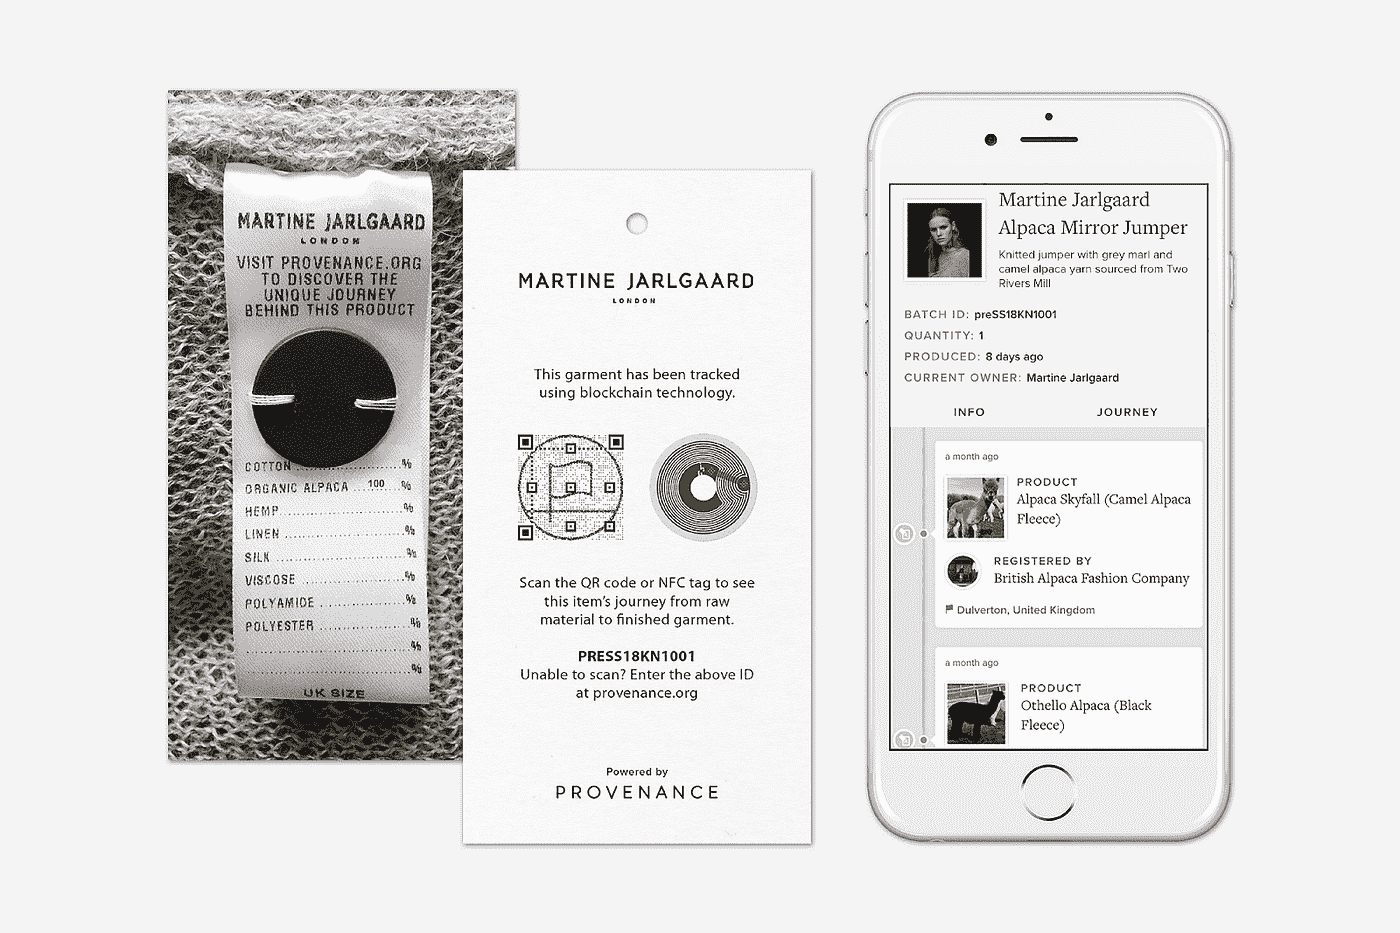 MARTINE JARLGAARD
LONDON
VISIT PROVENANCE.ORG
TO DISCOVER THE
UNIQUE JOURNEY
BEHIND THIS PRODUCT
COTTON ............... %
ORGANIC ALPACA ... 100 ... %
HEMP ............... %
LINEN ............... %
SILK ............... %
VISCOSE ............... %
POLYAMIDE ............... %
POLYESTER ............... %
............... %
............... %
UK SIZE
MARTINE JARLGAARD
LONDON
This garment has been tracked
using blockchain technology.
Scan the QR code or NFC tag to see
this item's journey from raw
material to finished garment.
PRESS18KN1001
Unable to scan? Enter the above ID
at provenance.org
Powered by
PROVENANCE
Martine Jarlgaard
Alpaca Mirror Jumper
Knitted jumper with grey marl and
camel alpaca yarn sourced from Two
Rivers Mill
BATCH ID: preSS18KN1001
QUANTITY: 1
PRODUCED: 8 days ago
CURRENT OWNER: Martine Jarlgaard
INFO JOURNEY
a month ago
PRODUCT
Alpaca Skyfall (Camel Alpaca
Fleece)
REGISTERED BY
British Alpaca Fashion Company
Dulverton, United Kingdom
a month ago
PRODUCT
Othello Alpaca (Black
Fleece)